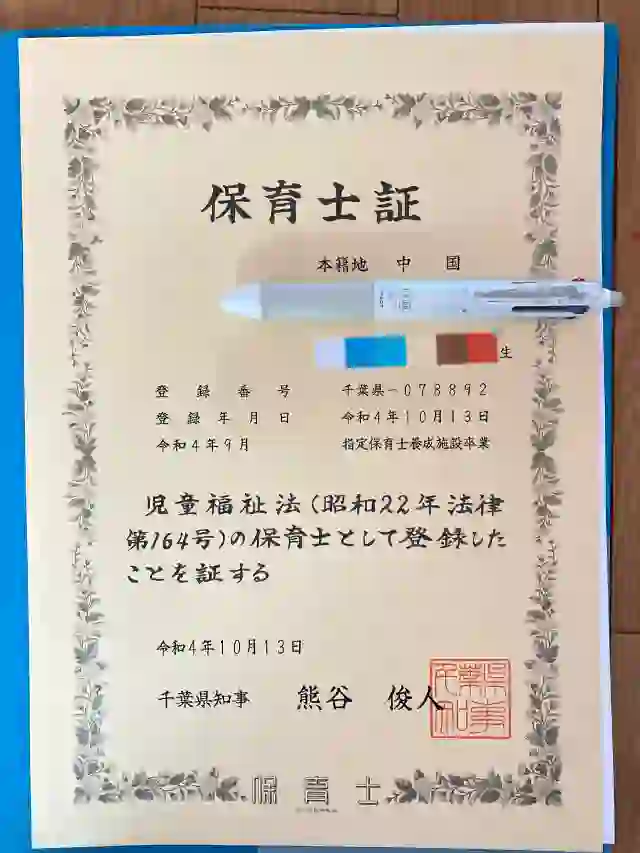 保育士証
本籍地 中国
生
登録番号 千葉県-078892
登録年月日 令和4年10月13日
令和4年9月 指定保育士養成施設卒業
児童福祉法(昭和22年法律
第164号)の保育士として登録した
ことを証する
令和4年10月13日
千葉県知事 熊谷 俊人
千葉県知事
保育士